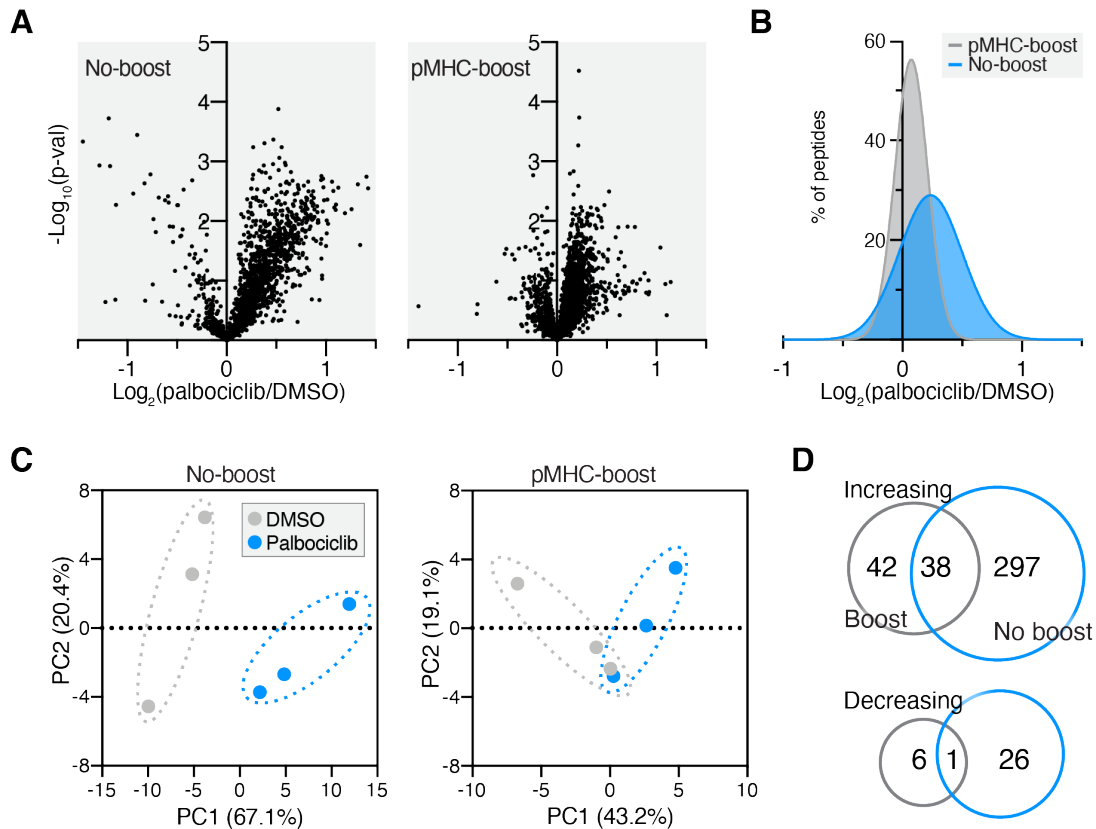 A
No-boost
5
4
3
2
-Log10(p-val)
-1
0
1
Log2(palbociclib/DMSO)
pMHC-boost
5
4
3
2
-1
0
1
B
pMHC-boost
No-boost
60
40
20
% of peptides
-1
0
1
Log2(palbociclib/DMSO)
C
No-boost
DMSO
Palbociclib
8
4
0
-4
-8
PC2 (20.4%)
-15
-10
-5
0
5
10
15
PC1 (67.1%)
pMHC-boost
8
4
0
-4
-8
PC2 (19.1%)
-10
-5
0
5
10
PC1 (43.2%)
D
Increasing
42 38 297
Boost
No boost
Decreasing
6 1 26